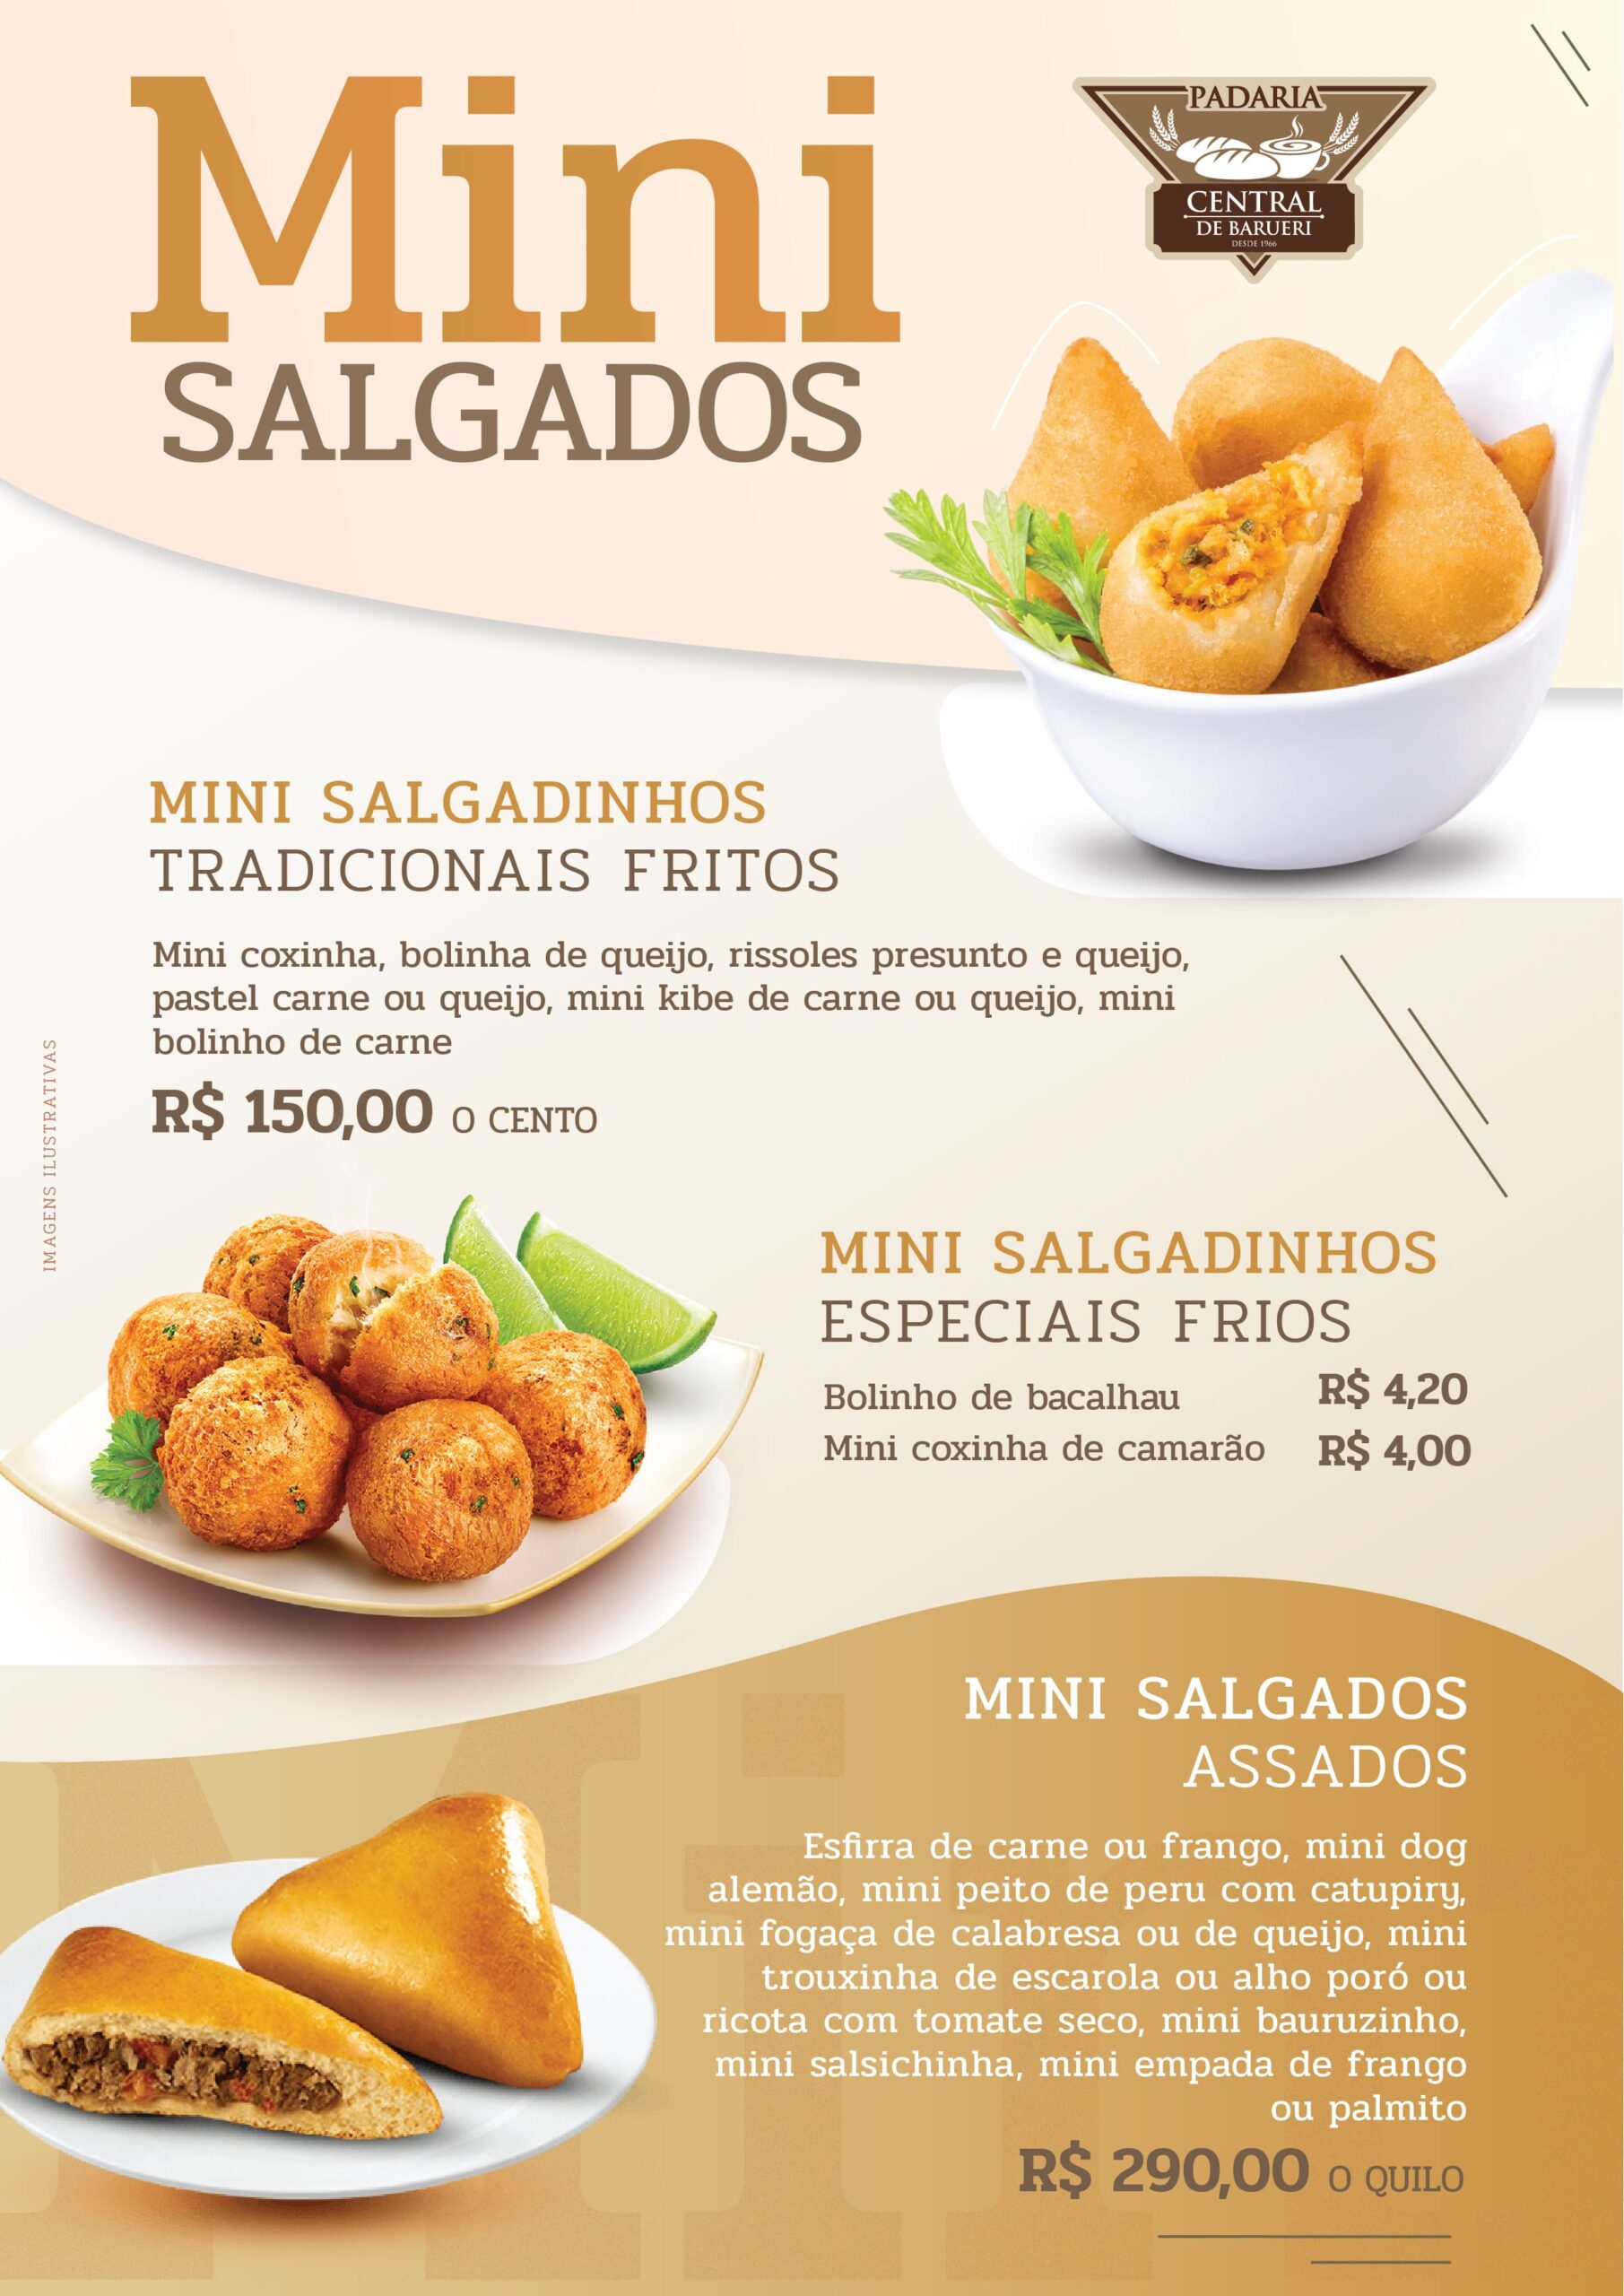 Mini
SALGADOS
PADARIA
CENTRAL
DE BARUERI
DESDE 1966
MINI SALGADINHOS
TRADICIONAIS FRITOS
Mini coxinha, bolinha de queijo, rissoles presunto e queijo,
pastel carne ou queijo, mini kibe de carne ou queijo, mini
bolinho de carne
R$ 150,00 O CENTO
IMAGENS ILUSTRATIVAS
MINI SALGADINHOS
ESPECIAIS FRIOS
Bolinho de bacalhau R$ 4,20
Mini coxinha de camarão R$ 4,00
MINI SALGADOS
ASSADOS
Esfirra de carne ou frango, mini dog
alemão, mini peito de peru com catupiry,
mini fogaça de calabresa ou de queijo, mini
trouxinha de escarola ou alho poró ou
ricota com tomate seco, mini bauruzinho,
mini salsichinha, mini empada de frango
ou palmito
R$ 290,00 O QUILO